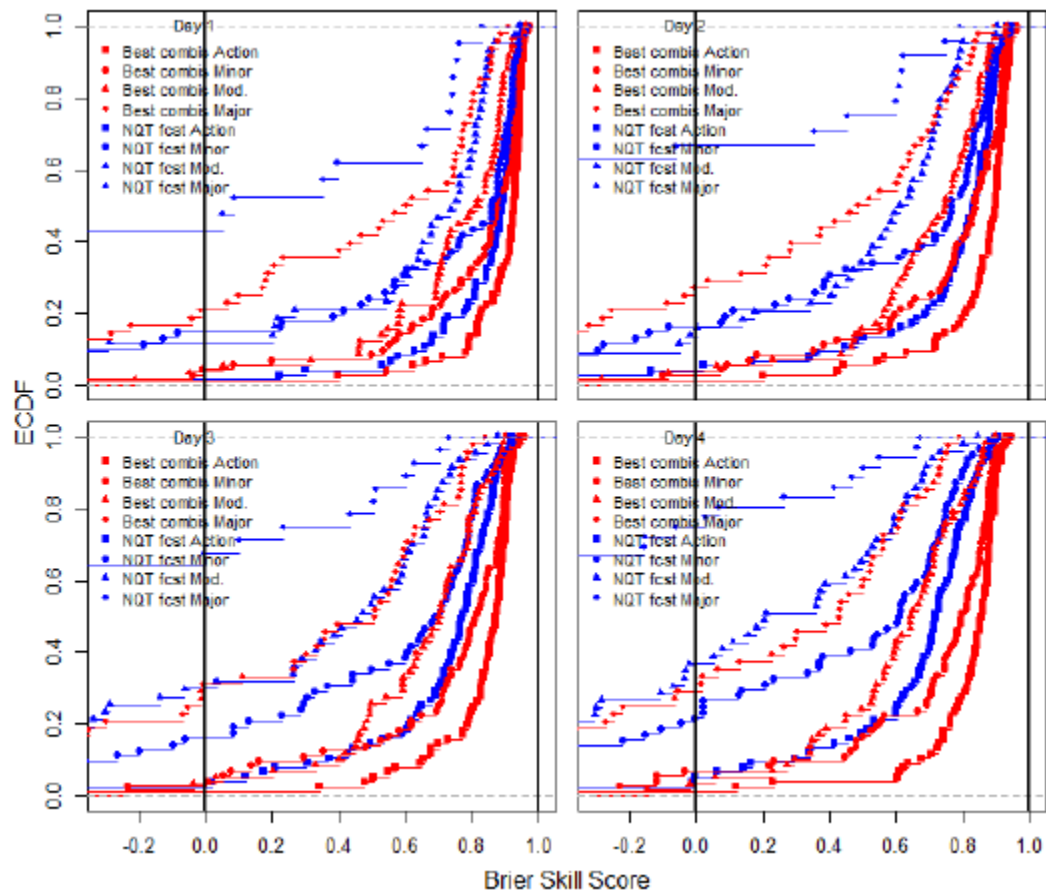 Day 1
Best combis Action
Best combis Minor
Best combis Mod.
Best combis Major
NQT fcst Action
NQT fcst Minor
NQT fcst Mod.
NQT fcst Major
Day 2
Best combis Action
Best combis Minor
Best combis Mod.
Best combis Major
NQT fcst Action
NQT fcst Minor
NQT fcst Mod.
NQT fcst Major
0.0 0.2 0.4 0.6 0.8 1.0
ECDF
Day 3
Best combis Action
Best combis Minor
Best combis Mod.
Best combis Major
NQT fcst Action
NQT fcst Minor
NQT fcst Mod.
NQT fcst Major
Day 4
Best combis Action
Best combis Minor
Best combis Mod.
Best combis Major
NQT fcst Action
NQT fcst Minor
NQT fcst Mod.
NQT fcst Major
0.0 0.2 0.4 0.6 0.8 1.0
-0.2 0.0 0.2 0.4 0.6 0.8 1.0
-0.2 0.0 0.2 0.4 0.6 0.8 1.0
Brier Skill Score